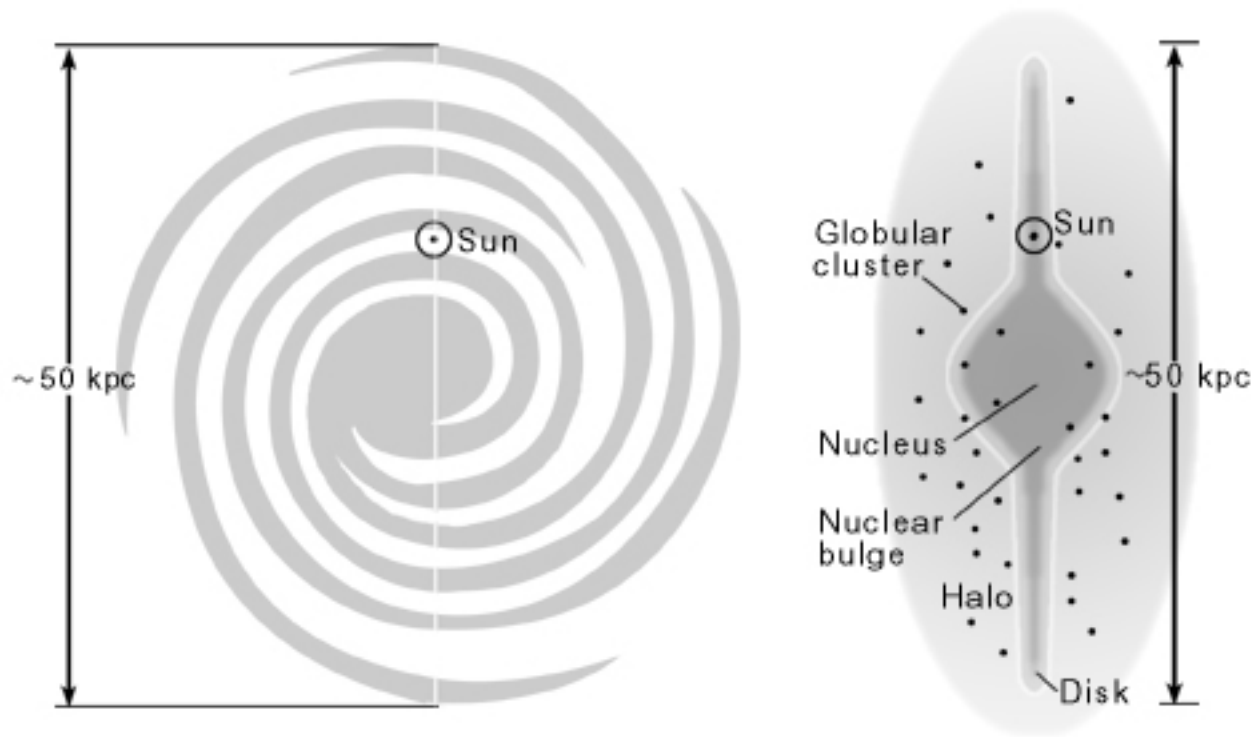 ~50 kpc
Sun
Globular
cluster
Sun
~50 kpc
Nucleus
Nuclear
bulge
Halo
Disk